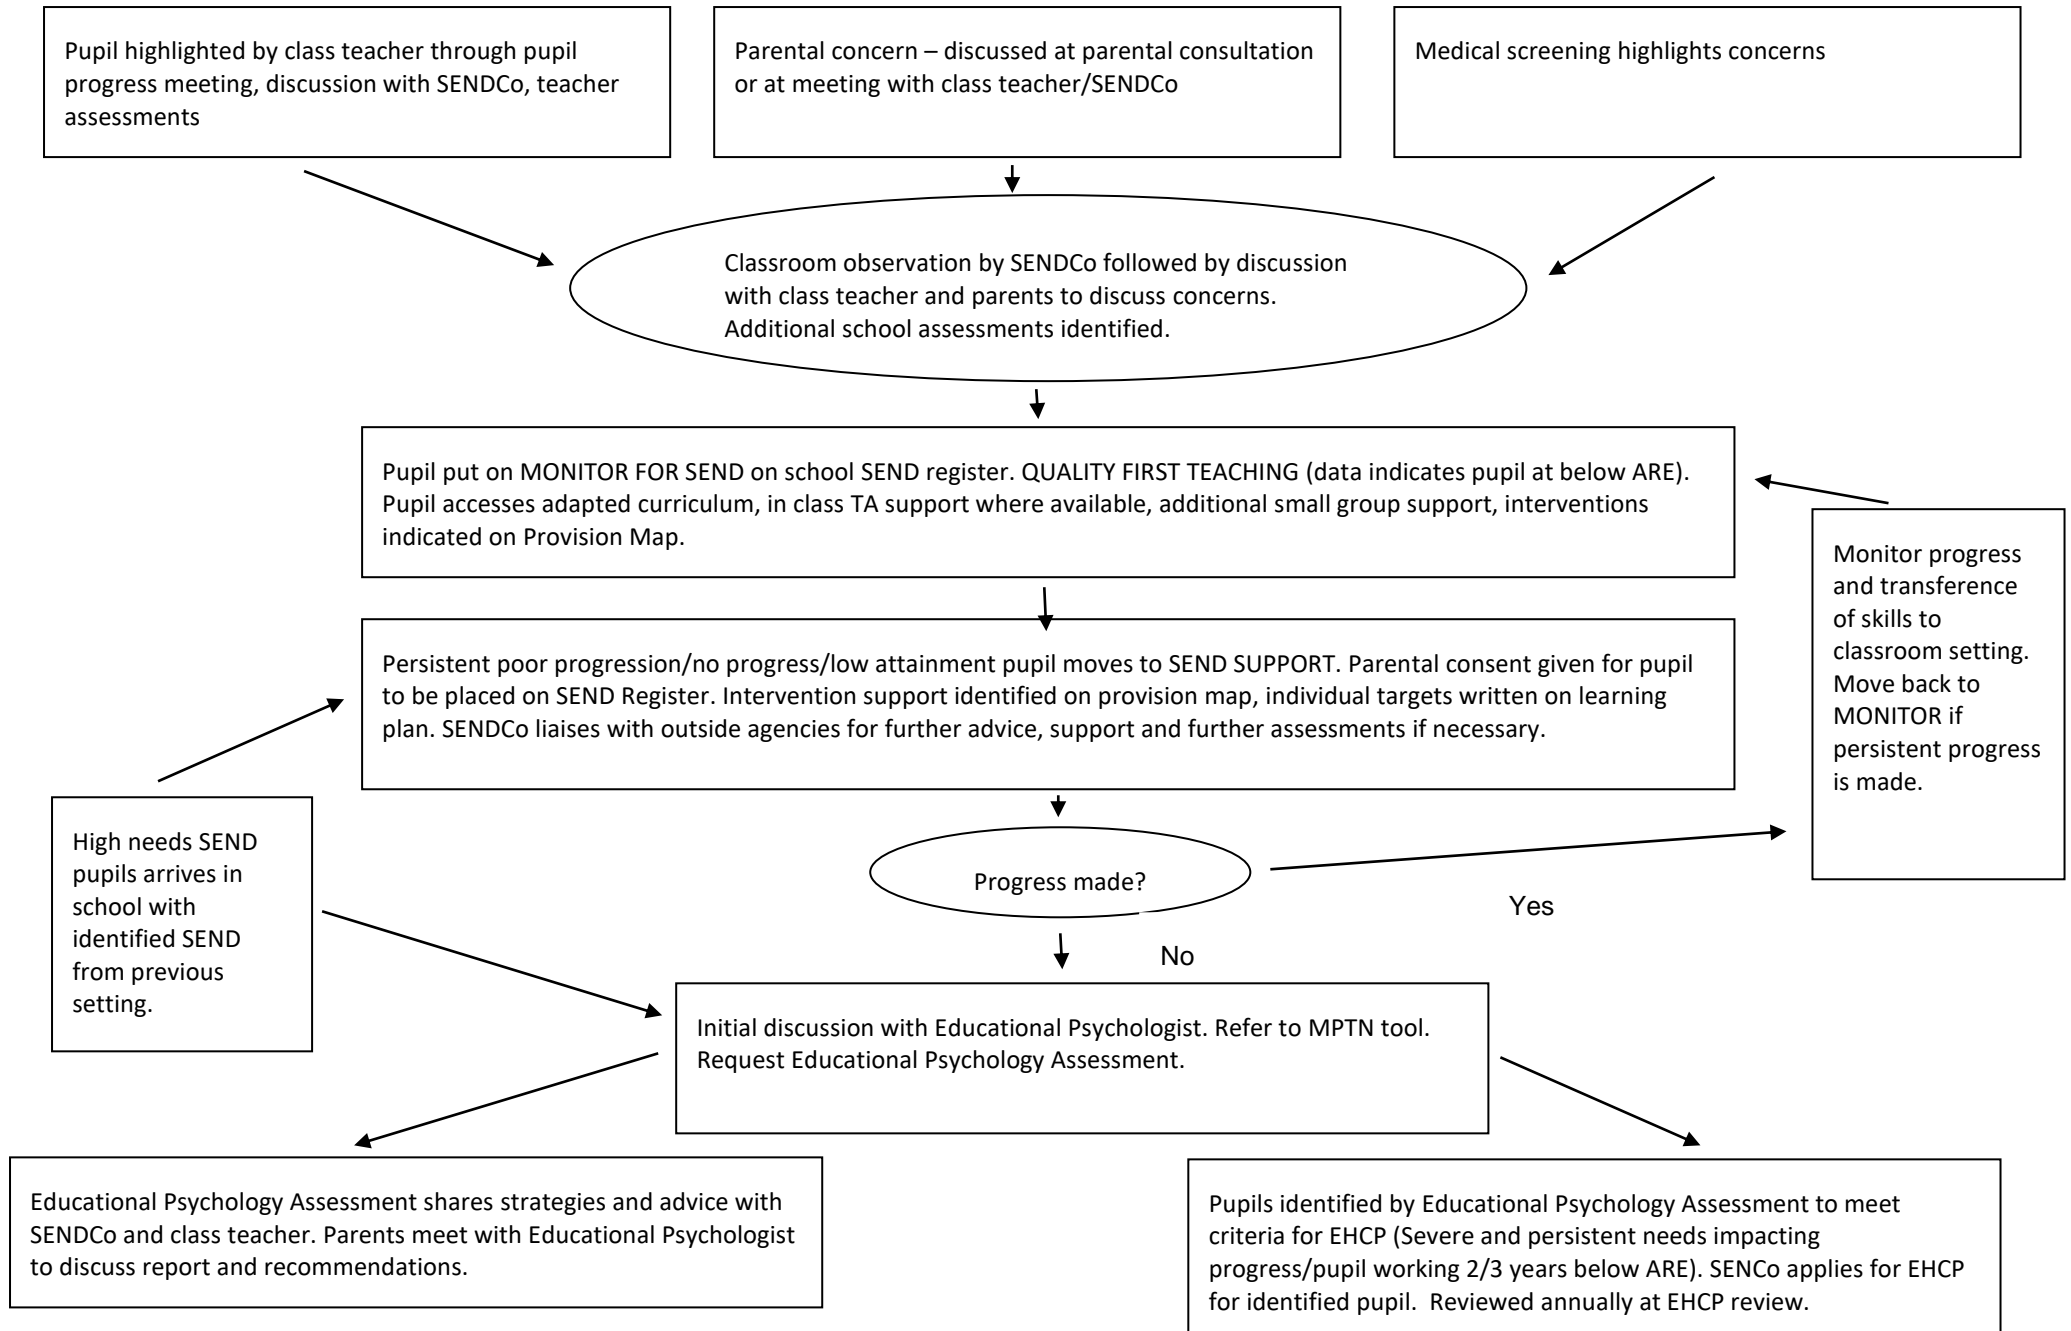 Pupil highlighted by class teacher through pupil
progress meeting, discussion with SENDCo, teacher
assessments
Parental concern – discussed at parental consultation
or at meeting with class teacher/SENDCo
Medical screening highlights concerns
Classroom observation by SENDCo followed by discussion
with class teacher and parents to discuss concerns.
Additional school assessments identified.
Pupil put on MONITOR FOR SEND on school SEND register. QUALITY FIRST TEACHING (data indicates pupil at below ARE).
Pupil accesses adapted curriculum, in class TA support where available, additional small group support, interventions
indicated on Provision Map.
Monitor progress
and transference
of skills to
classroom setting.
Move back to
MONITOR if
persistent progress
is made.
Persistent poor progression/no progress/low attainment pupil moves to SEND SUPPORT. Parental consent given for pupil
to be placed on SEND Register. Intervention support identified on provision map, individual targets written on learning
plan. SENDCo liaises with outside agencies for further advice, support and further assessments if necessary.
High needs SEND
pupils arrives in
school with
identified SEND
from previous
setting.
Progress made?
Yes
No
Initial discussion with Educational Psychologist. Refer to MPTN tool.
Request Educational Psychology Assessment.
Educational Psychology Assessment shares strategies and advice with
SENDCo and class teacher. Parents meet with Educational Psychologist
to discuss report and recommendations.
Pupils identified by Educational Psychology Assessment to meet
criteria for EHCP (Severe and persistent needs impacting
progress/pupil working 2/3 years below ARE). SENCo applies for EHCP
for identified pupil.  Reviewed annually at EHCP review.